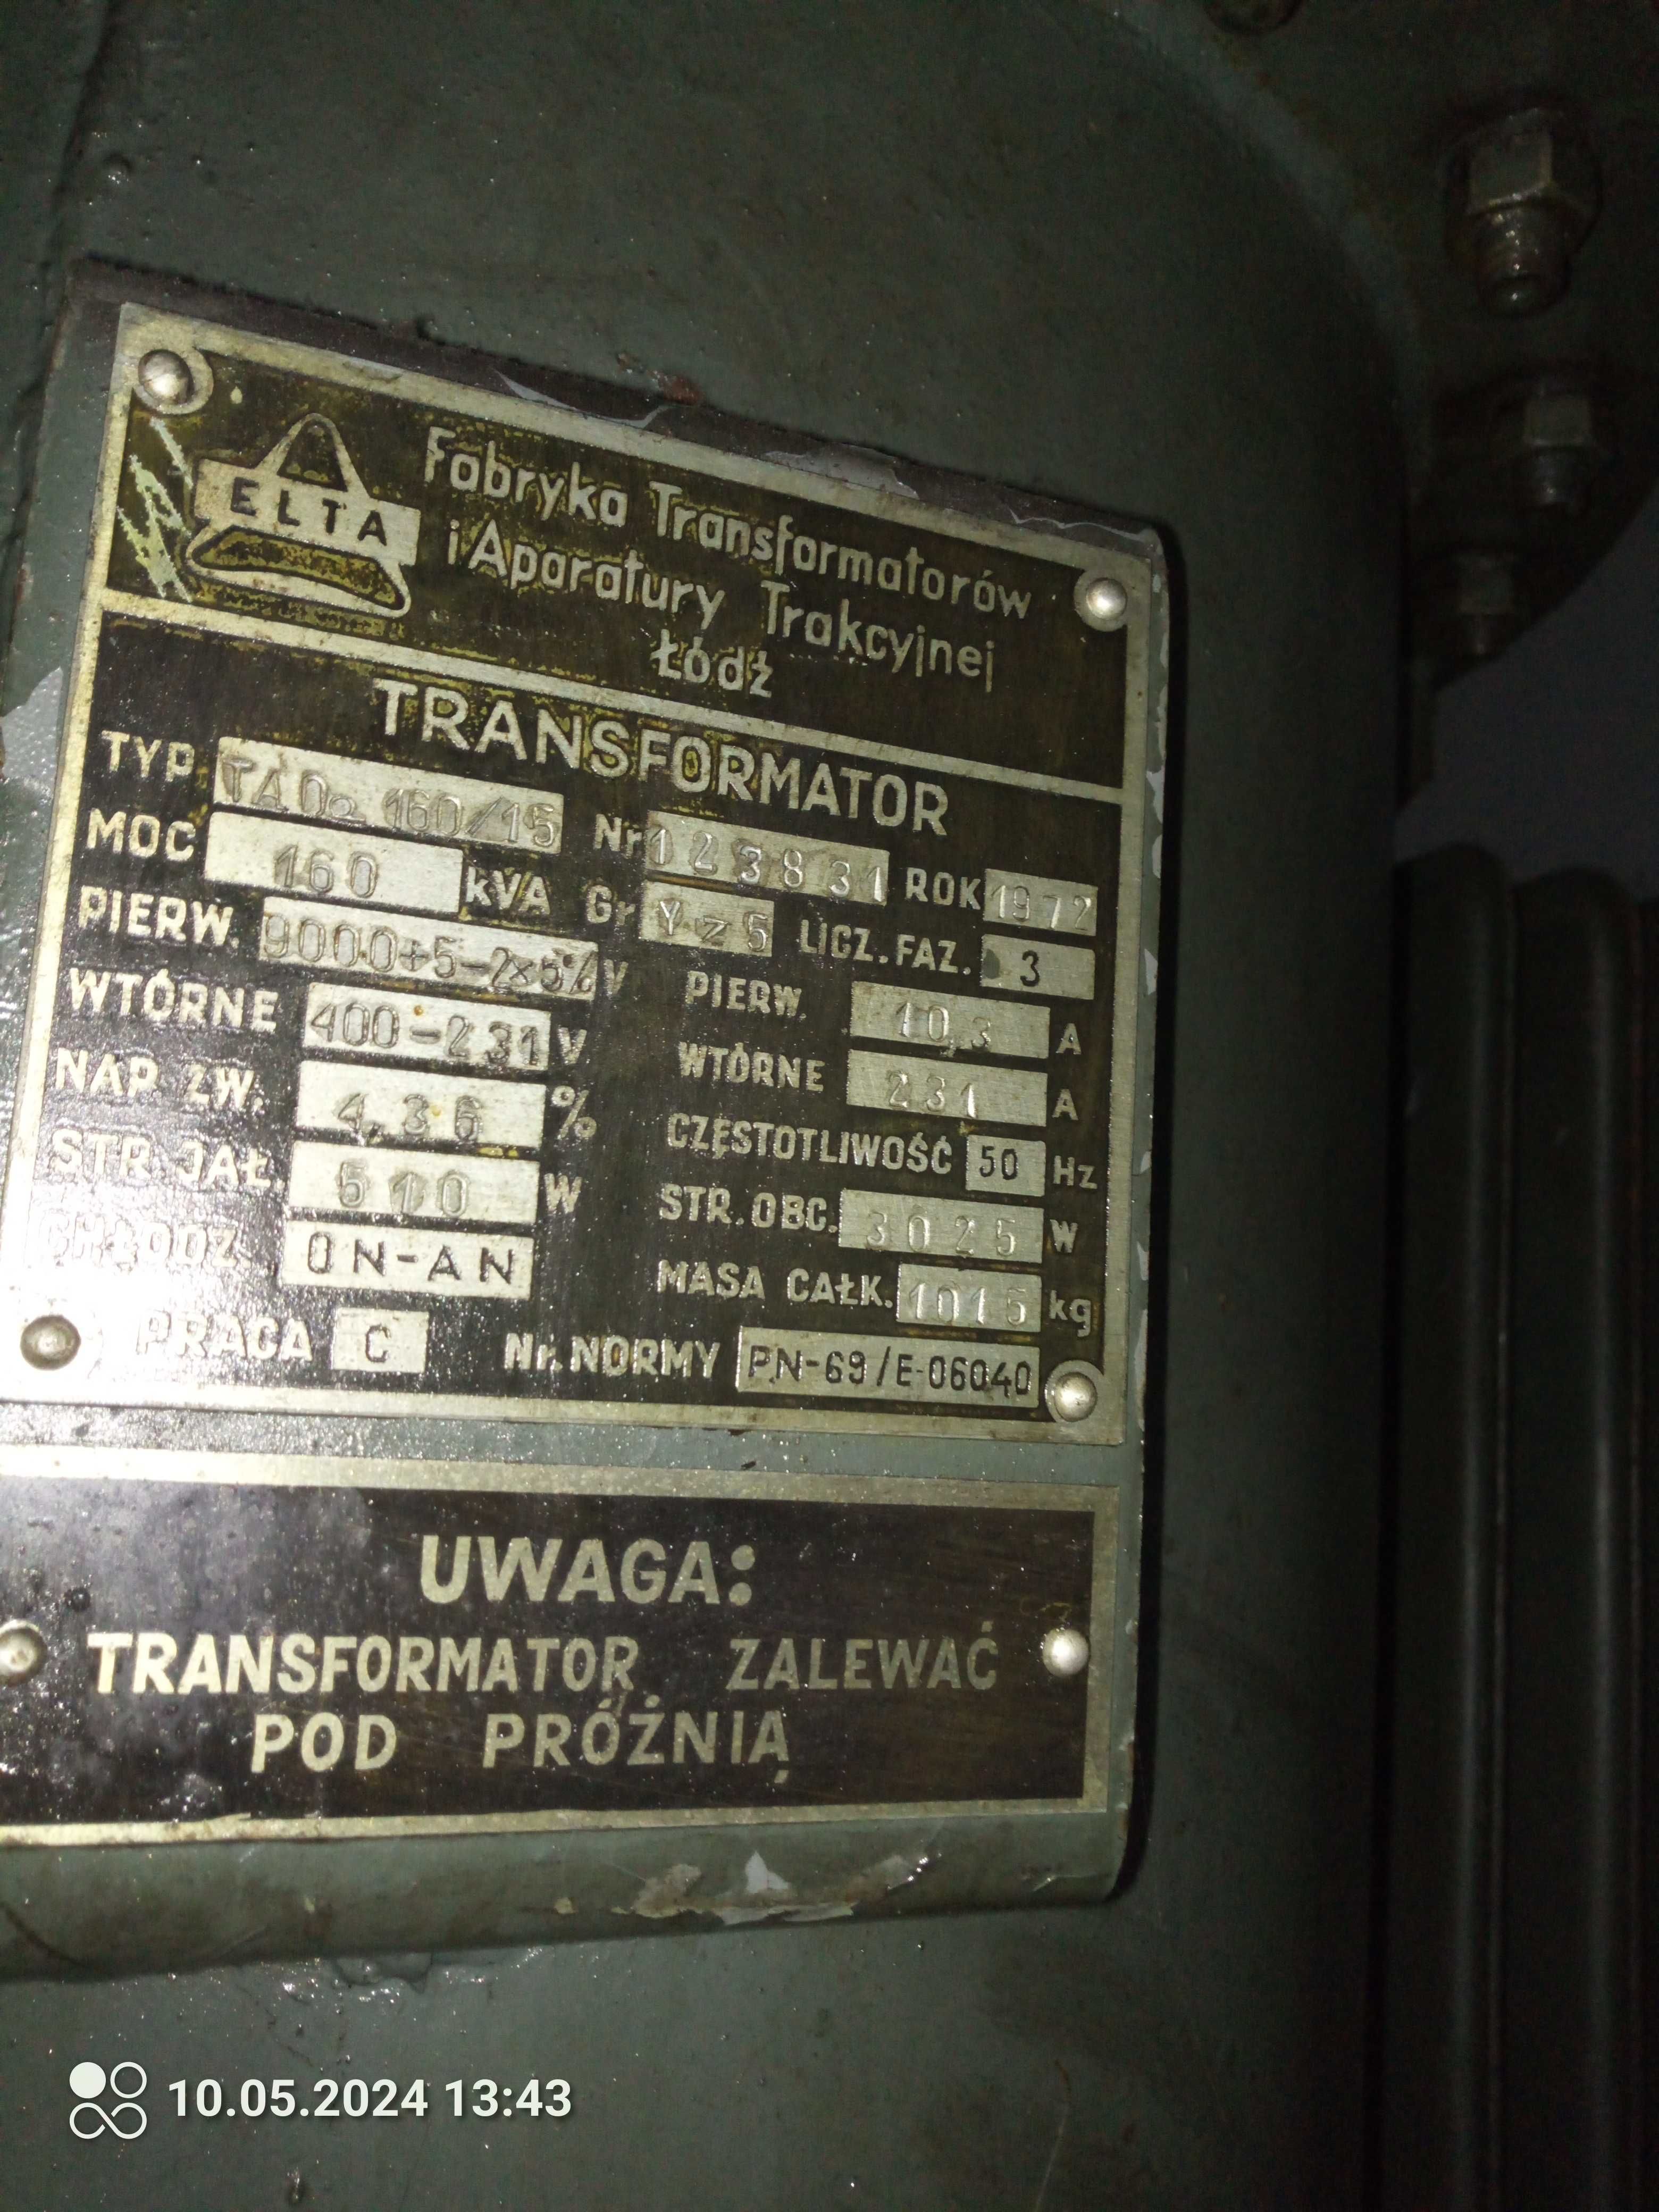 ELTA
Fabryka Transformatorów
i Aparatury Trakcyjnej
Łódź
TRANSFORMATOR
TYP TAOa 160/15 Nr 123831 ROK 1972
MOC 160 kVA Gr Yz5 LICZ. FAZ. 3
PIERW. 9000+5-2x5% V PIERW. 10,3 A
WTÓRNE 400-231 V WTÓRNE 231 A
NAP. ZW. 4,36 % CZĘSTOTLIWOŚĆ 50 Hz
STR. JAŁ. 510 W STR. OBC. 3025 W
CHŁODZ. ON-AN MASA CAŁK. 1015 kg
PRACA C Nr. NORMY PN-69/E-06040
UWAGA:
TRANSFORMATOR ZALEWAĆ
POD PRÓŻNIĄ
10.05.2024 13:43